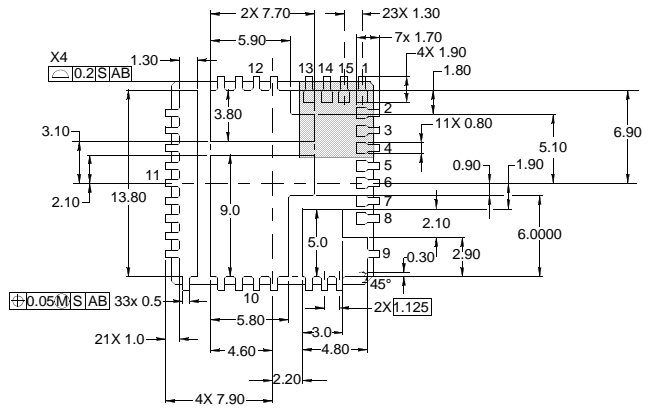 2X 7.70
23X 1.30
5.90
7x 1.70
X4
1.30
4X 1.90
12
13
14
15
1
1.80
0.2
S
AB
2
3.80
3
11X 0.80
6.90
3.10
4
5.10
5
0.90
1.90
11
6
13.80
7
2.10
9.0
8
2.10
5.0
6.0000
9
2.90
0.30
45°
0.05
M
S
AB
33x 0.5
10
2X
1.125
5.80
21X 1.0
3.0
4.60
4.80
2.20
4X 7.90